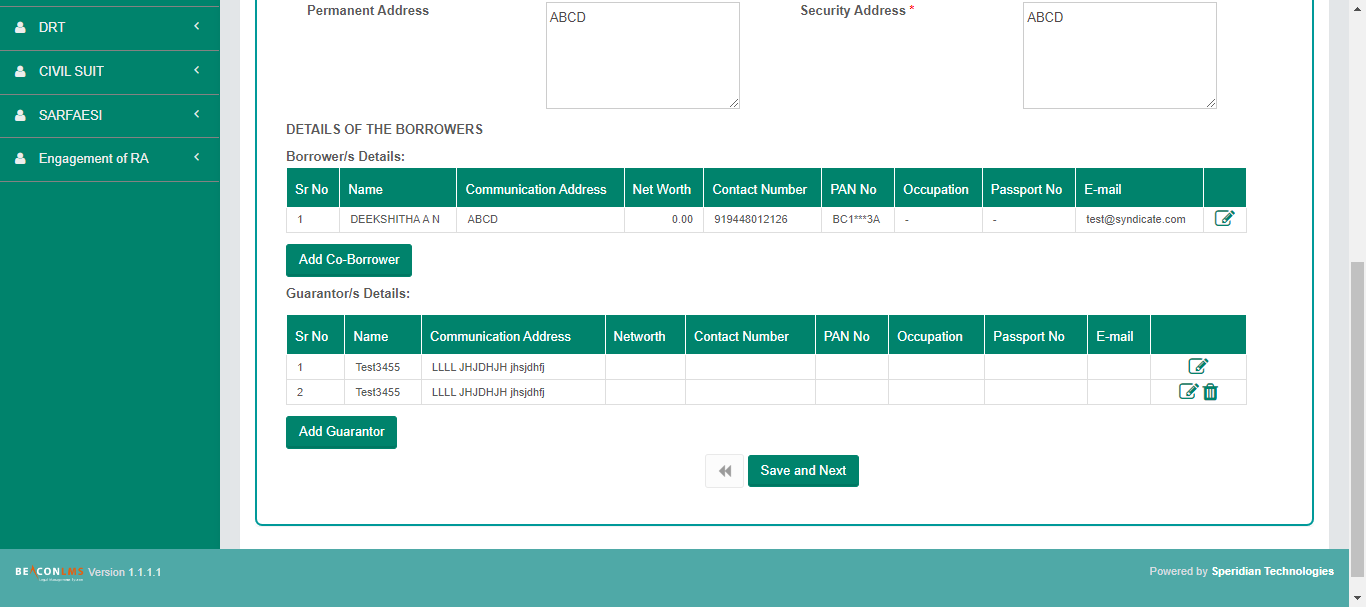 Permanent Address
ABCD
Security Address *
ABCD
DRT
CIVIL SUIT
SARFAESI
Engagement of RA
DETAILS OF THE BORROWERS
Borrower/s Details:
Sr No Name Communication Address Net Worth Contact Number PAN No Occupation Passport No E-mail
1 DEEKSHITHA A N ABCD 0.00 919448012126 BC1***3A - - test@syndicate.com
Add Co-Borrower
Guarantor/s Details:
Sr No Name Communication Address Networth Contact Number PAN No Occupation Passport No E-mail
1 Test3455 LLLL JHJDHJH jhsjdhfj
2 Test3455 LLLL JHJDHJH jhsjdhfj
Add Guarantor
Save and Next
BEACONLMS Version 1.1.1.1
Powered by Speridian Technologies